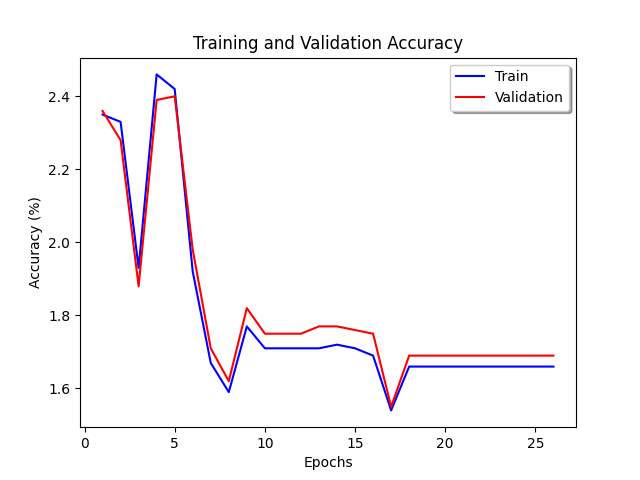 Training and Validation Accuracy
Train
Validation
Accuracy (%)
2.4
2.2
2.0
1.8
1.6
0 5 10 15 20 25
Epochs